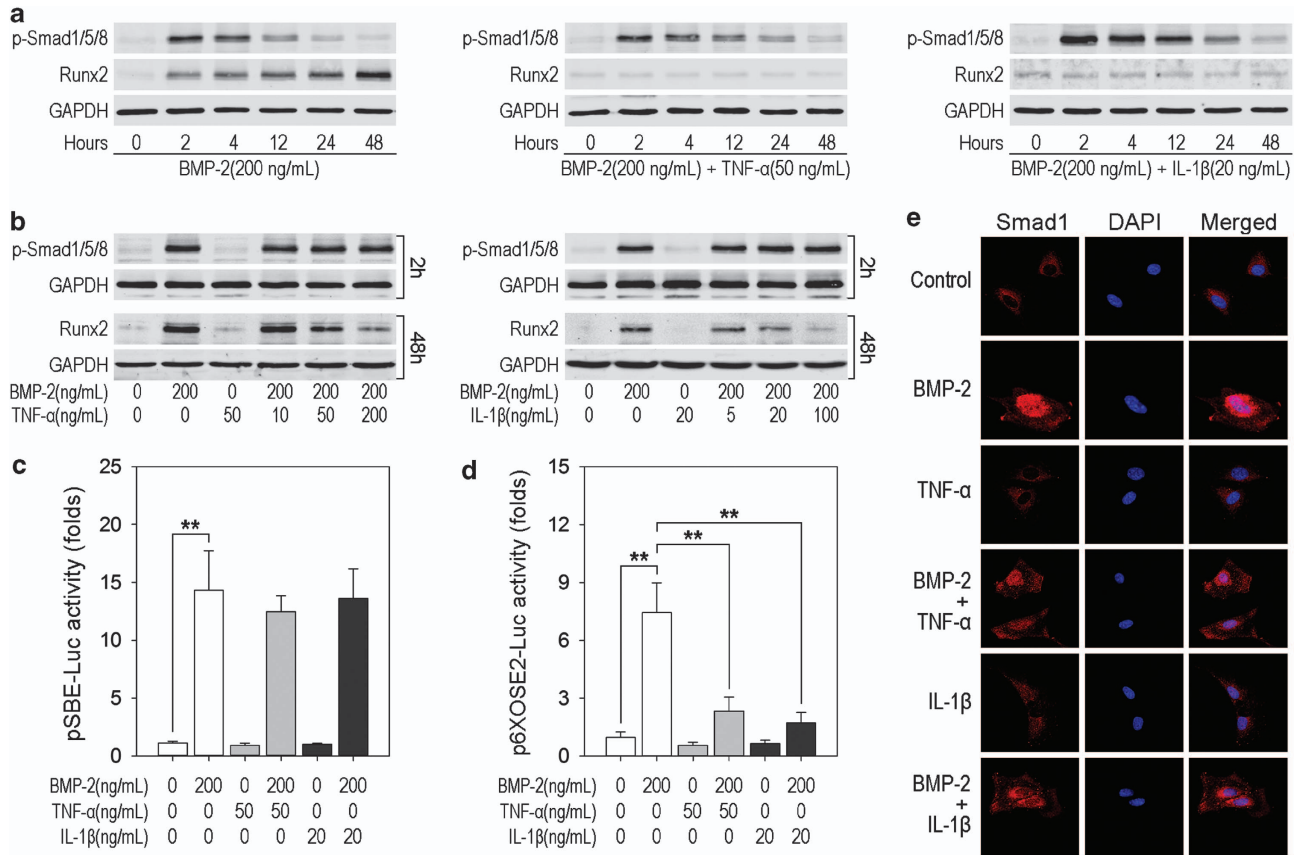 a
p-Smad1/5/8
Runx2
GAPDH
Hours 0 2 4 12 24 48
BMP-2(200 ng/mL)
p-Smad1/5/8
Runx2
GAPDH
Hours 0 2 4 12 24 48
BMP-2(200 ng/mL) + TNF-α(50 ng/mL)
p-Smad1/5/8
Runx2
GAPDH
Hours 0 2 4 12 24 48
BMP-2(200 ng/mL) + IL-1β(20 ng/mL)
b
p-Smad1/5/8
GAPDH
2h
Runx2
GAPDH
48h
BMP-2(ng/mL) 0 200 0 200 200 200
TNF-α(ng/mL) 0 0 50 10 50 200
p-Smad1/5/8
GAPDH
2h
Runx2
GAPDH
48h
BMP-2(ng/mL) 0 200 0 200 200 200
IL-1β(ng/mL) 0 0 20 5 20 100
c
pSBE-Luc activity (folds)
25
20
15
10
5
0
**
BMP-2(ng/mL) 0 200 0 200 0 200
TNF-α(ng/mL) 0 0 50 50 0 0
IL-1β(ng/mL) 0 0 0 0 20 20
d
p6XOSE2-Luc activity (folds)
15
12
9
6
3
0
**
**
**
BMP-2(ng/mL) 0 200 0 200 0 200
TNF-α(ng/mL) 0 0 50 50 0 0
IL-1β(ng/mL) 0 0 0 0 20 20
e
Smad1 DAPI Merged
Control
BMP-2
TNF-α
BMP-2
+
TNF-α
IL-1β
BMP-2
+
IL-1β